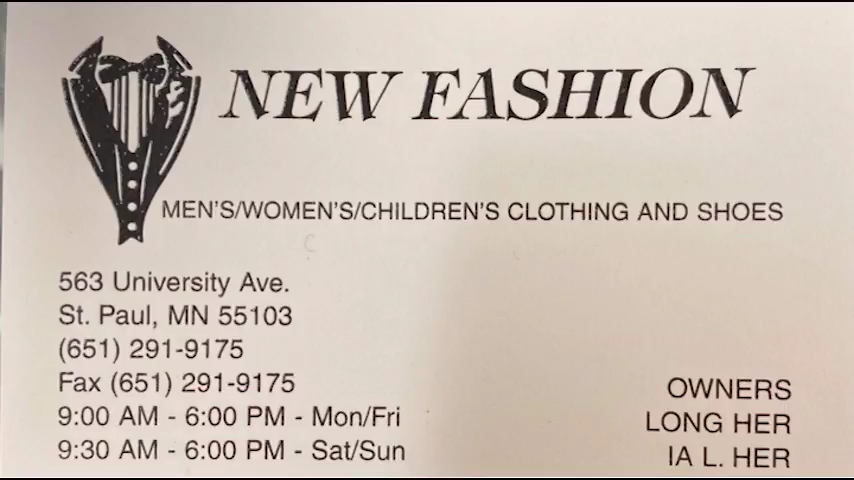 NEW FASHION
MEN'S/WOMEN'S/CHILDREN'S CLOTHING AND SHOES
563 University Ave.
St. Paul, MN 55103
(651) 291-9175
Fax (651) 291-9175
9:00 AM - 6:00 PM - Mon/Fri
9:30 AM - 6:00 PM - Sat/Sun
OWNERS
LONG HER
IA L. HER